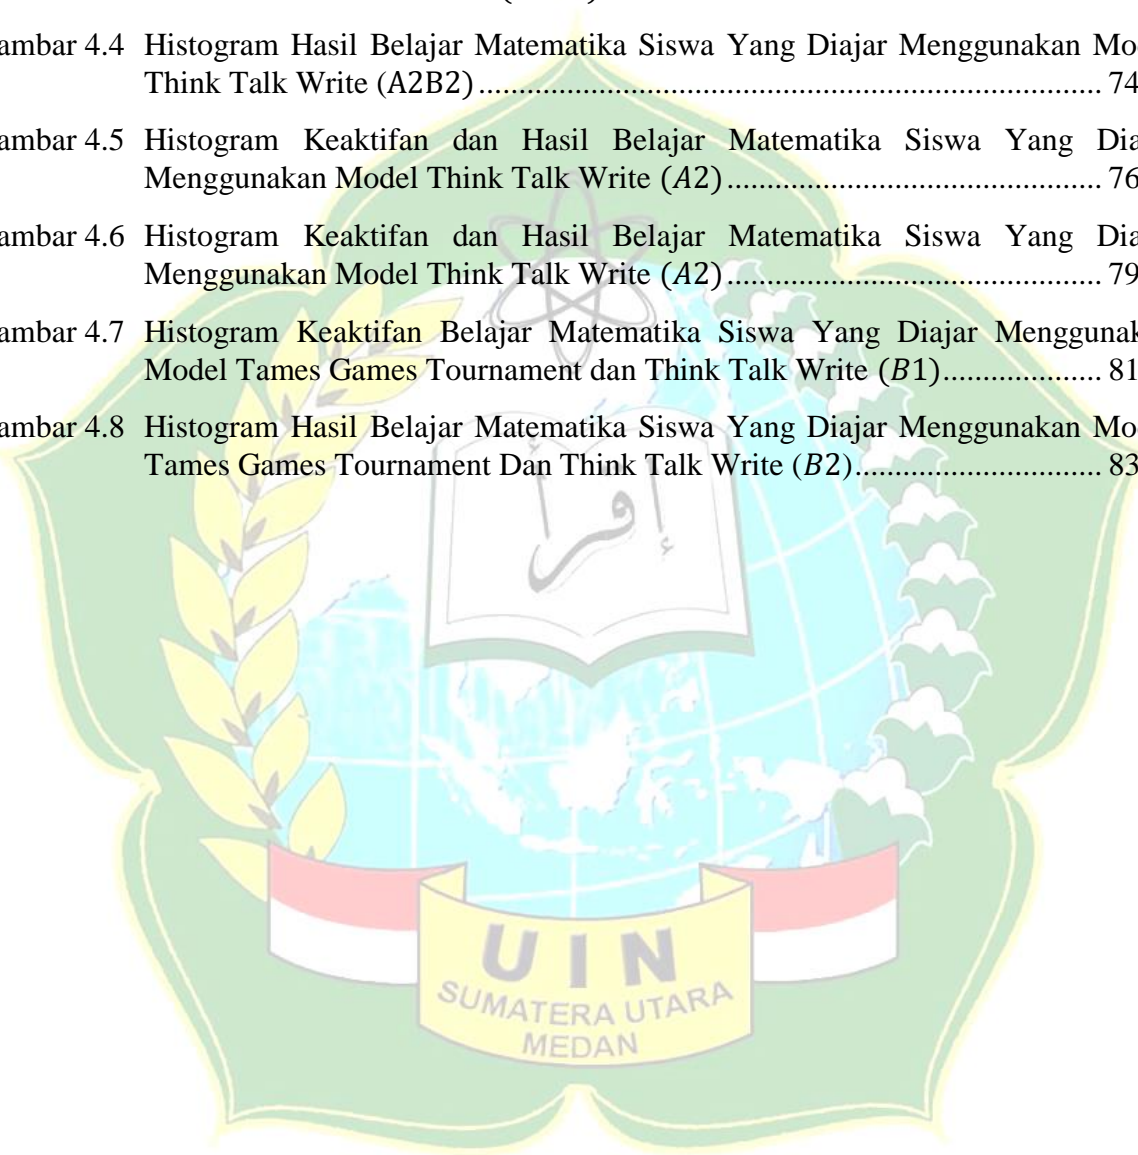 ambar 4.4 Histogram Hasil Belajar Matematika Siswa Yang Diajar Menggunakan Mo
Think Talk Write (A2B2) ............................................................................. 74
ambar 4.5 Histogram Keaktifan dan Hasil Belajar Matematika Siswa Yang Dia
Menggunakan Model Think Talk Write (A2) .............................................. 76
ambar 4.6 Histogram Keaktifan dan Hasil Belajar Matematika Siswa Yang Dia
Menggunakan Model Think Talk Write (A2) .............................................. 79
ambar 4.7 Histogram Keaktifan Belajar Matematika Siswa Yang Diajar Menggunak
Model Tames Games Tournament dan Think Talk Write (B1) ................... 81
ambar 4.8 Histogram Hasil Belajar Matematika Siswa Yang Diajar Menggunakan Mo
Tames Games Tournament Dan Think Talk Write (B2) .............................. 83
إقرأ
UIN
SUMATERA UTARA
MEDAN